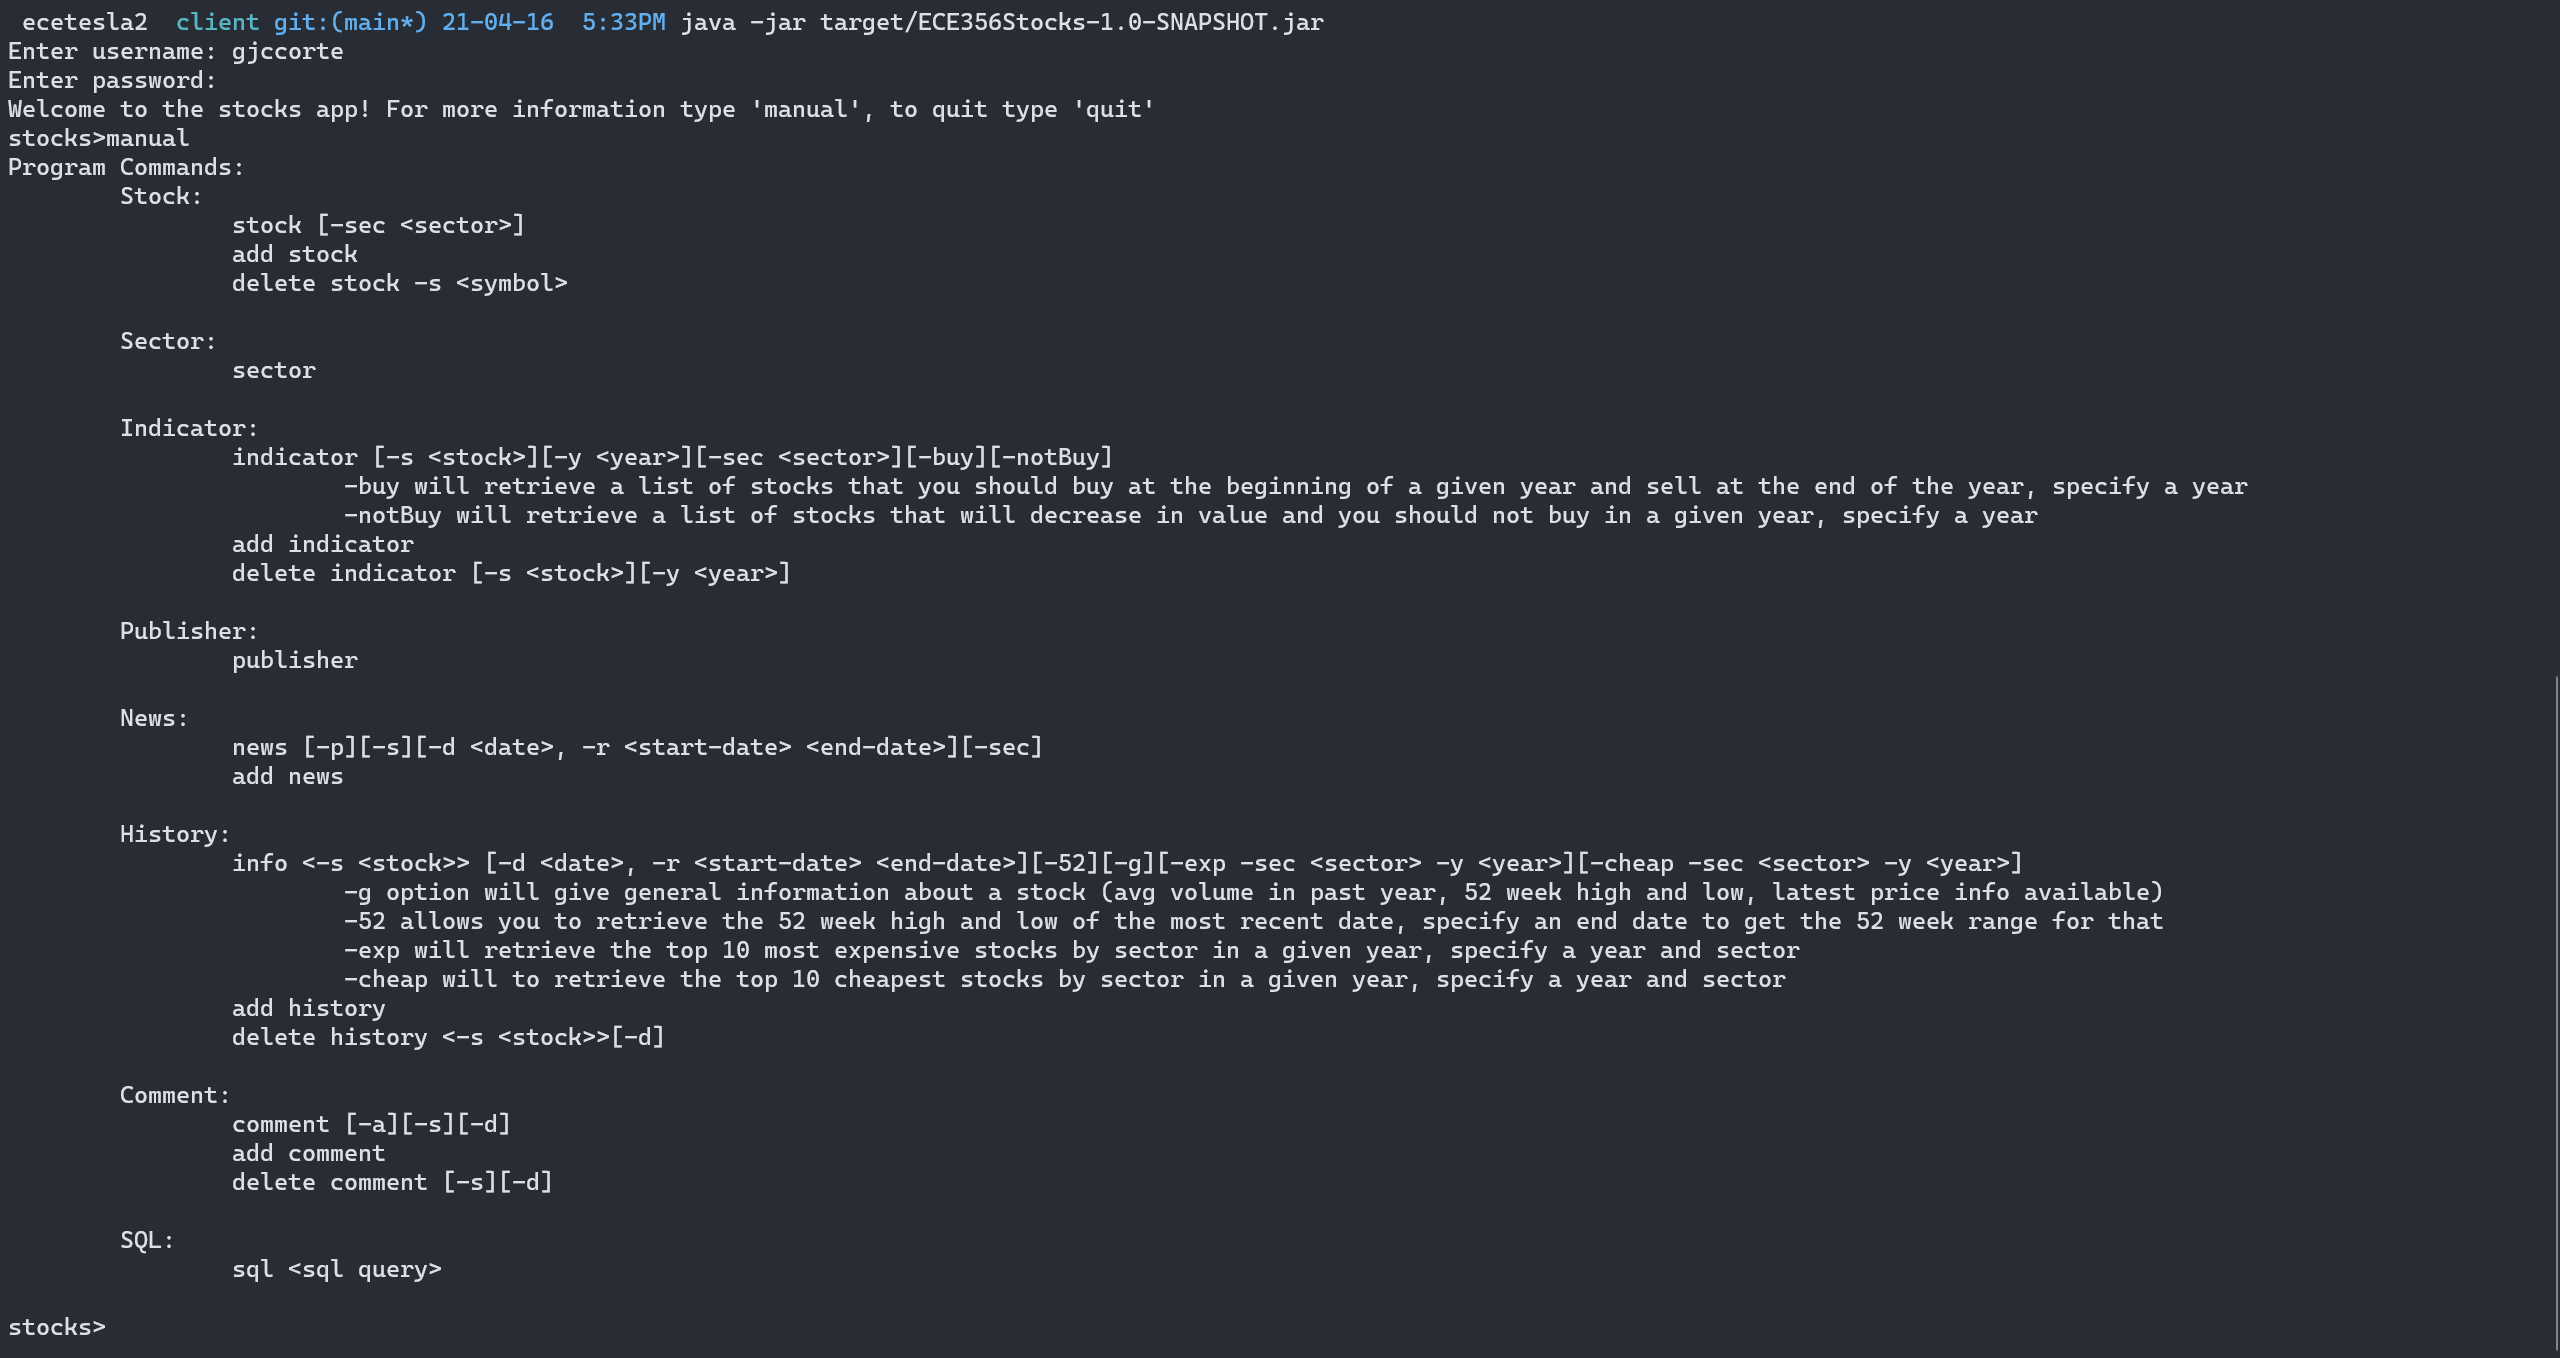 ecetesla2  client git:(main*) 21-04-16  5:33PM java -jar target/ECE356Stocks-1.0-SNAPSHOT.jar
Enter username: gjccorte
Enter password:
Welcome to the stocks app! For more information type 'manual', to quit type 'quit'
stocks>manual
Program Commands:
Stock:
stock [-sec <sector>]
add stock
delete stock -s <symbol>
Sector:
sector
Indicator:
indicator [-s <stock>][-y <year>][-sec <sector>][-buy][-notBuy]
-buy will retrieve a list of stocks that you should buy at the beginning of a given year and sell at the end of the year, specify a year
-notBuy will retrieve a list of stocks that will decrease in value and you should not buy in a given year, specify a year
add indicator
delete indicator [-s <stock>][-y <year>]
Publisher:
publisher
News:
news [-p][-s][-d <date>, -r <start-date> <end-date>][-sec]
add news
History:
info <-s <stock>> [-d <date>, -r <start-date> <end-date>][-52][-g][-exp -sec <sector> -y <year>][-cheap -sec <sector> -y <year>]
-g option will give general information about a stock (avg volume in past year, 52 week high and low, latest price info available)
-52 allows you to retrieve the 52 week high and low of the most recent date, specify an end date to get the 52 week range for that
-exp will retrieve the top 10 most expensive stocks by sector in a given year, specify a year and sector
-cheap will to retrieve the top 10 cheapest stocks by sector in a given year, specify a year and sector
add history
delete history <-s <stock>>[-d]
Comment:
comment [-a][-s][-d]
add comment
delete comment [-s][-d]
SQL:
sql <sql query>
stocks>